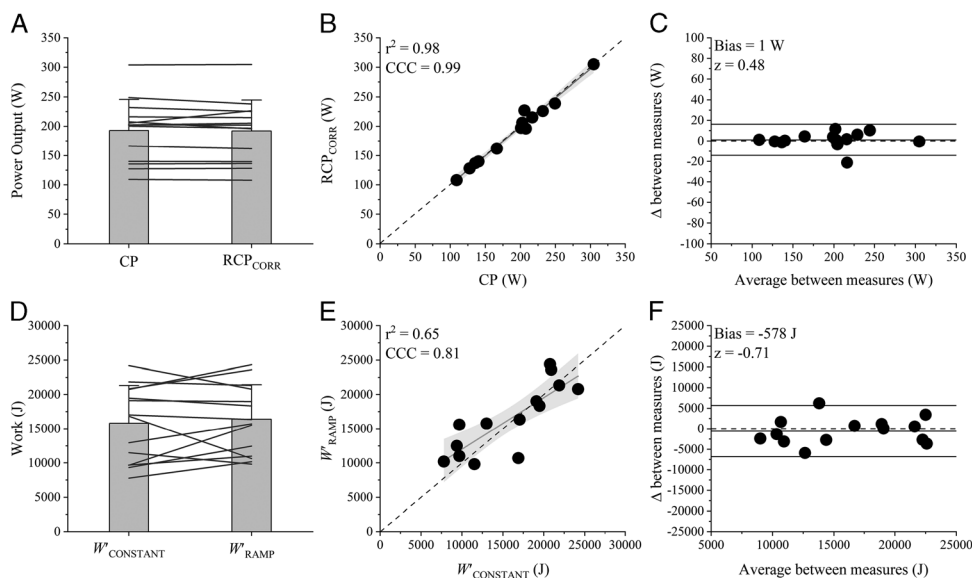 A
Power Output (W)
350
300
250
200
150
100
50
0
CP
RCP_CORR
B
r² = 0.98
CCC = 0.99
RCP_CORR (W)
350
300
250
200
150
100
50
0
0 50 100 150 200 250 300 350
CP (W)
C
Bias = 1 W
z = 0.48
Δ between measures (W)
100
80
60
40
20
0
-20
-40
-60
-80
-100
50 100 150 200 250 300 350
Average between measures (W)
D
Work (J)
30000
25000
20000
15000
10000
5000
0
W'CONSTANT
W'RAMP
E
r² = 0.65
CCC = 0.81
W'RAMP (J)
30000
25000
20000
15000
10000
5000
0
0 5000 10000 15000 20000 25000 30000
W'CONSTANT (J)
F
Bias = -578 J
z = -0.71
Δ between measures (J)
25000
20000
15000
10000
5000
0
-5000
-10000
-15000
-20000
-25000
5000 10000 15000 20000 25000
Average between measures (J)